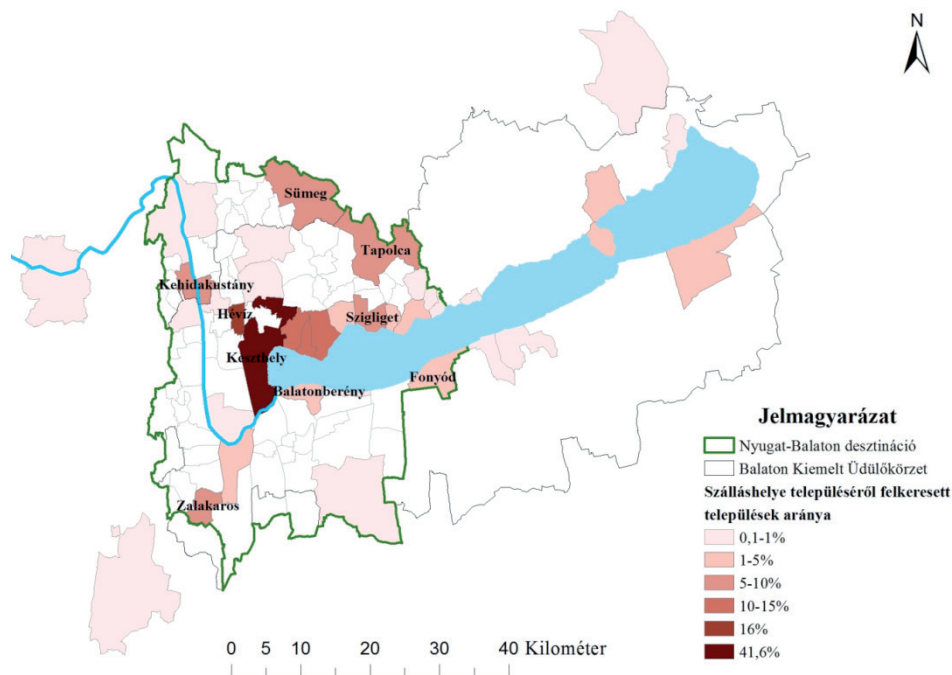 N
Sümeg
Tapolca
Kehidakustány
Hévíz
Szigliget
Keszthely
Fonyód
Balatonberény
Zalakaros
Jelmagyarázat
Nyugat-Balaton desztináció
Balaton Kiemelt Üdülőkörzet
Szálláshelye településéről felkeresett
települések aránya
0,1-1%
1-5%
5-10%
10-15%
16%
41,6%
0 5 10 20 30 40 Kilométer